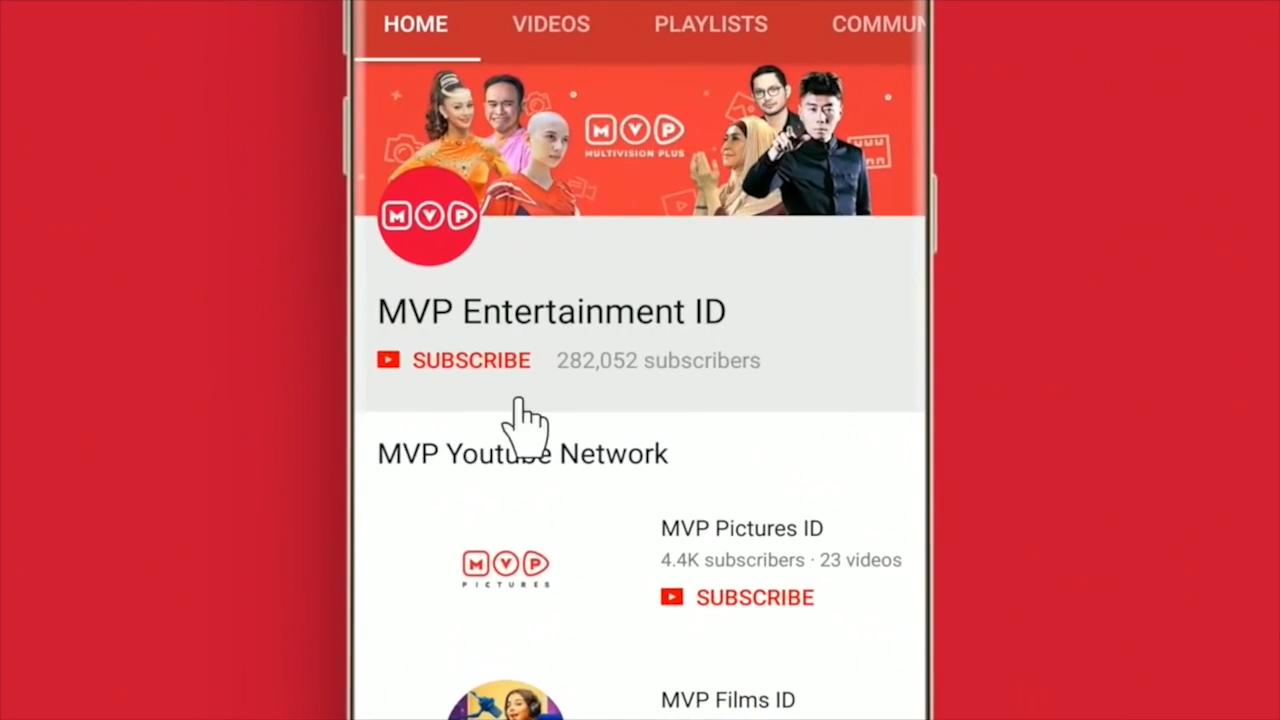 HOME VIDEOS PLAYLISTS COMMUN
MVP
MULTIVISION PLUS
MVP
MVP Entertainment ID
SUBSCRIBE 282,052 subscribers
MVP Youtube Network
MVP Pictures ID
4.4K subscribers · 23 videos
MVP
PICTURES
SUBSCRIBE
MVP Films ID